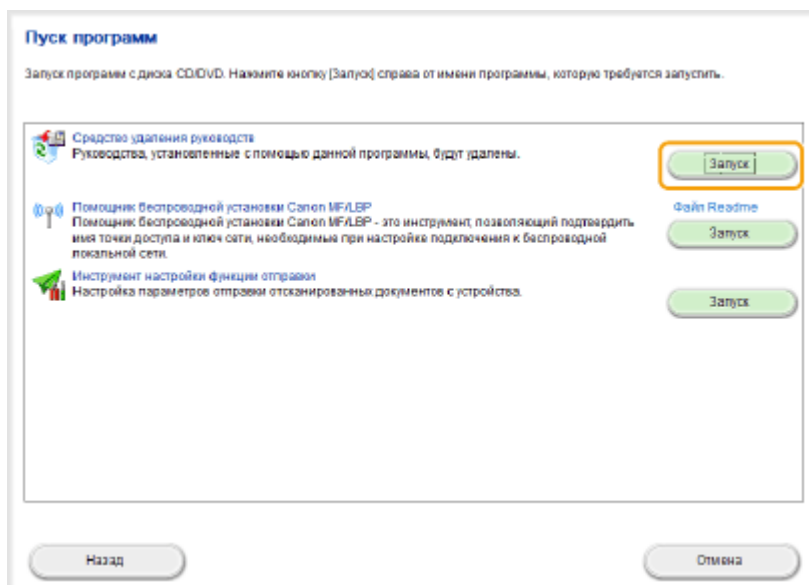 Пуск программ
Запуск программ с диска CD/DVD. Нажмите кнопку [Запуск] справа от имени программы, которую требуется запустить.
Средство удаления руководств
Руководства, установленные с помощью данной программы, будут удалены.
Запуск
Помощник беспроводной установки Canon MF/LBP
Файл Readme
Помощник беспроводной установки Canon MF/LBP - это инструмент, позволяющий подтвердить
имя точки доступа и ключ сети, необходимые при настройке подключения к беспроводной
локальной сети.
Запуск
Инструмент настройки функции отправки
Настройка параметров отправки отсканированных документов с устройства.
Запуск
Назад
Отмена